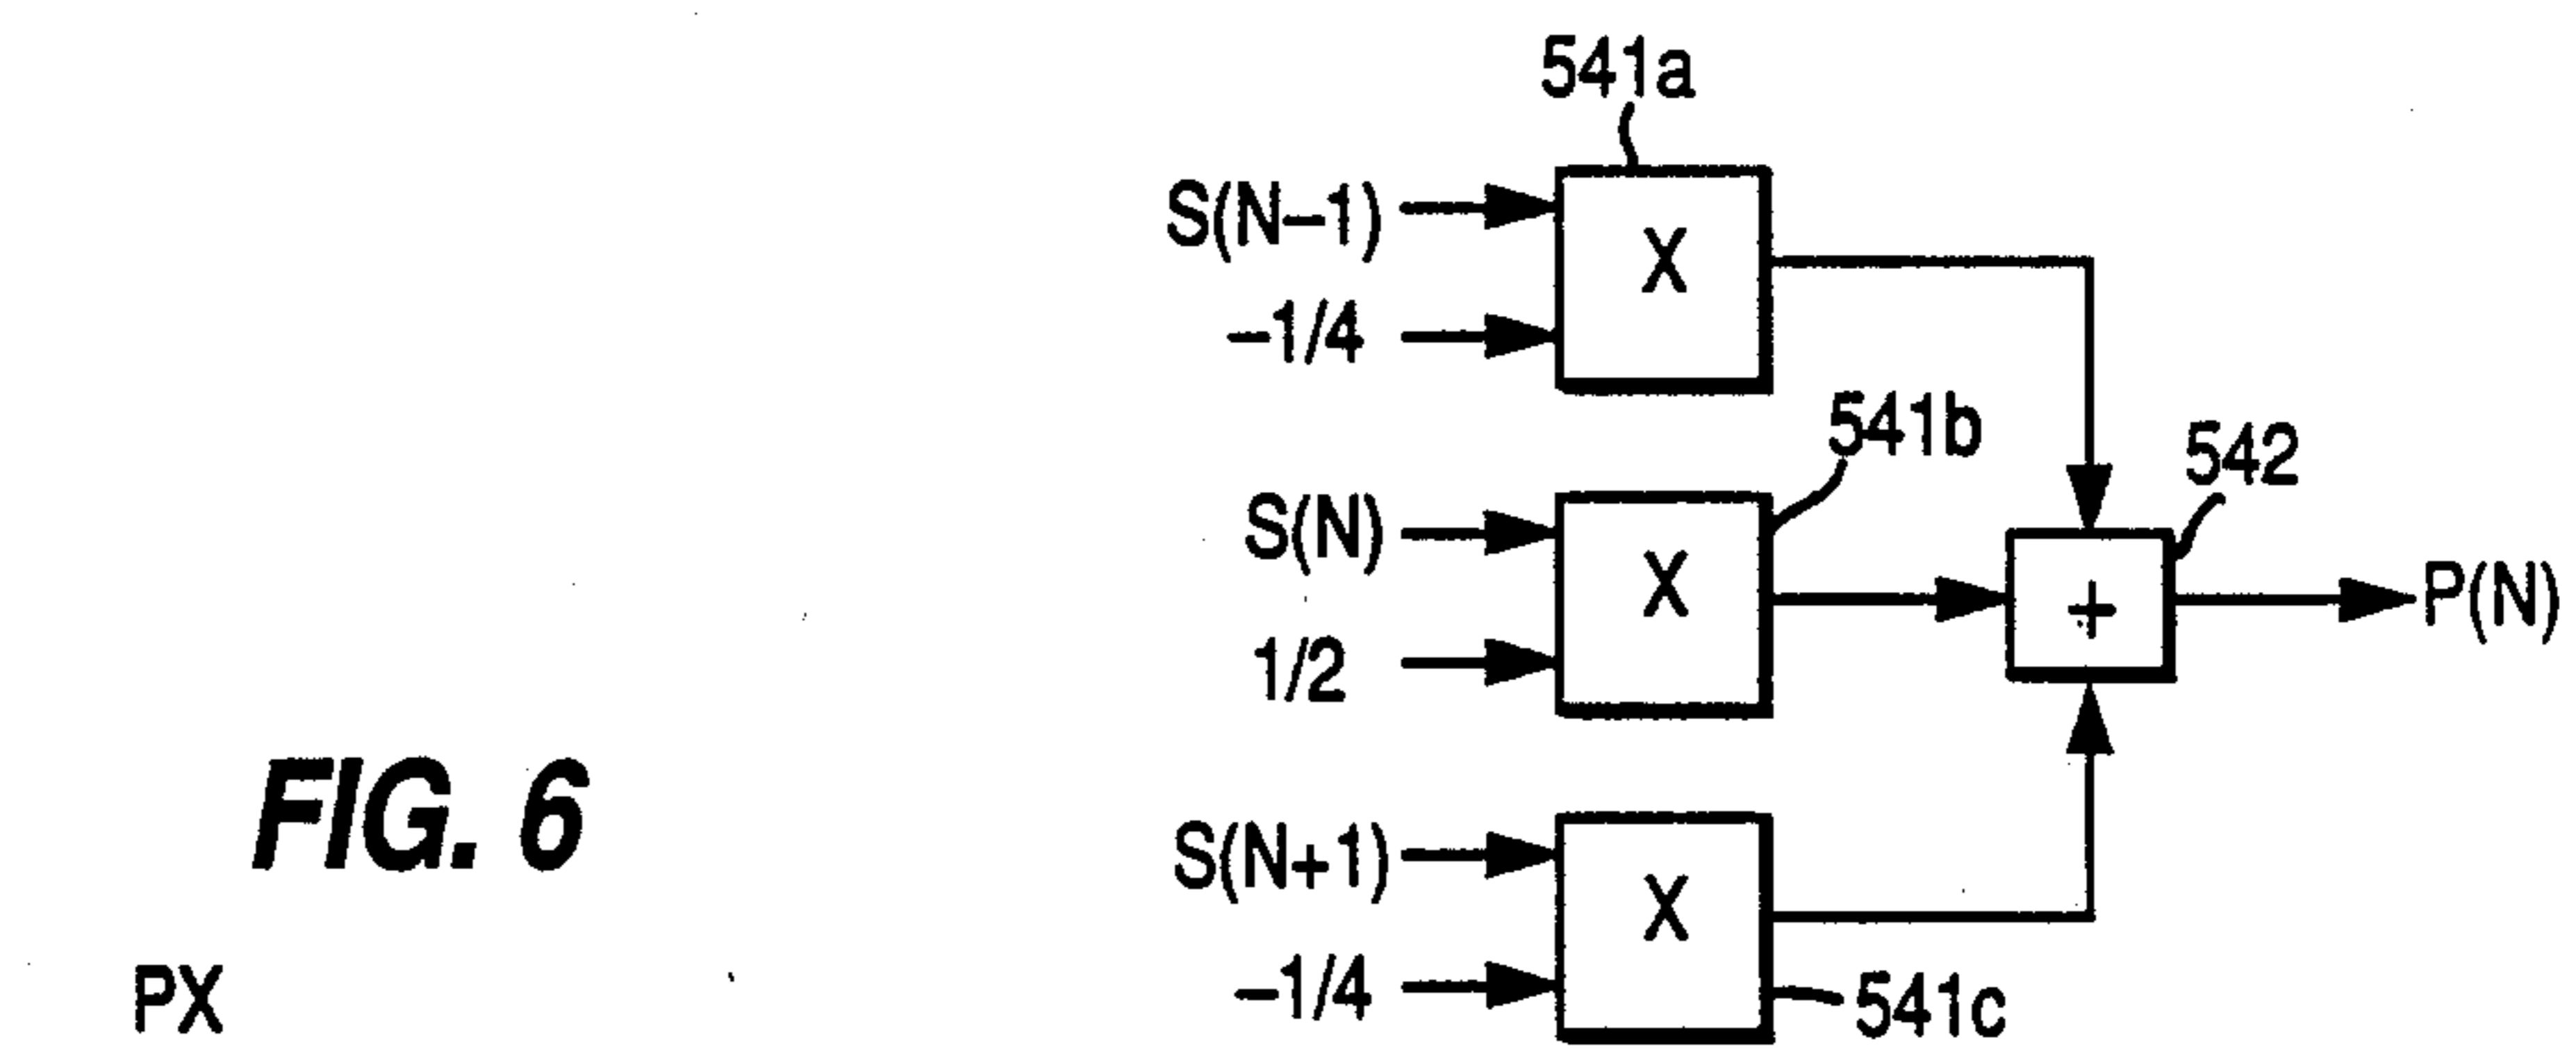 541a
S(N–1)
X
–1/4
541b
542
S(N)
X
+
P(N)
1/2
FIG. 6
S(N+1)
X
–1/4
541c
PX